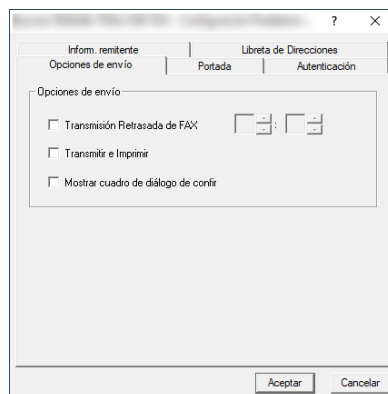 Inform. remitente
Libreta de Direcciones
Opciones de envío
Portada
Autenticación
Opciones de envío
Transmisión Retrasada de FAX
:
Transmitir e Imprimir
Mostrar cuadro de diálogo de confir
Aceptar
Cancelar